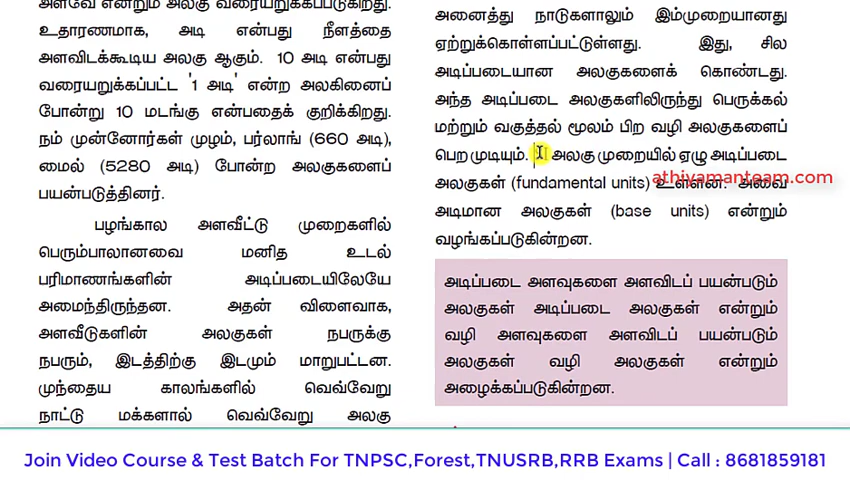 அளவே என்றும் அலகு வரையறுக்கப்படுகிறது.
உதாரணமாக, அடி என்பது நீளத்தை
அளவிடக்கூடிய அலகு ஆகும். 10 அடி என்பது
வரையறுக்கப்பட்ட '1 அடி' என்ற அலகினைப்
போன்று 10 மடங்கு என்பதைக் குறிக்கிறது.
நம் முன்னோர்கள் முழம், பர்லாங் (660 அடி),
மைல் (5280 அடி) போன்ற அலகுகளைப்
பயன்படுத்தினர்.
பழங்கால அளவீட்டு முறைகளில்
பெரும்பாலானவை மனித உடல்
பரிமாணங்களின் அடிப்படையிலேயே
அமைந்திருந்தன. அதன் விளைவாக,
அளவீடுகளின் அலகுகள் நபருக்கு
நபரும், இடத்திற்கு இடமும் மாறுபட்டன.
முந்தைய காலங்களில் வெவ்வேறு
நாட்டு மக்களால் வெவ்வேறு அலகு
அனைத்து நாடுகளாலும் இம்முறையானது
ஏற்றுக்கொள்ளப்பட்டுள்ளது. இது, சில
அடிப்படையான அலகுகளைக் கொண்டது.
அந்த அடிப்படை அலகுகளிலிருந்து பெருக்கல்
மற்றும் வகுத்தல் மூலம் பிற வழி அலகுகளைப்
பெற முடியும். அலகு முறையில் ஏழு அடிப்படை
அலகுகள் (fundamental units) உள்ளன. அவை
அடிமான அலகுகள் (base units) என்றும்
வழங்கப்படுகின்றன.
athiyamanteam.com
அடிப்படை அளவுகளை அளவிடப் பயன்படும்
அலகுகள் அடிப்படை அலகுகள் என்றும்
வழி அளவுகளை அளவிடப் பயன்படும்
அலகுகள் வழி அலகுகள் என்றும்
அழைக்கப்படுகின்றன.
Join Video Course & Test Batch For TNPSC,Forest,TNUSRB,RRB Exams | Call : 8681859181